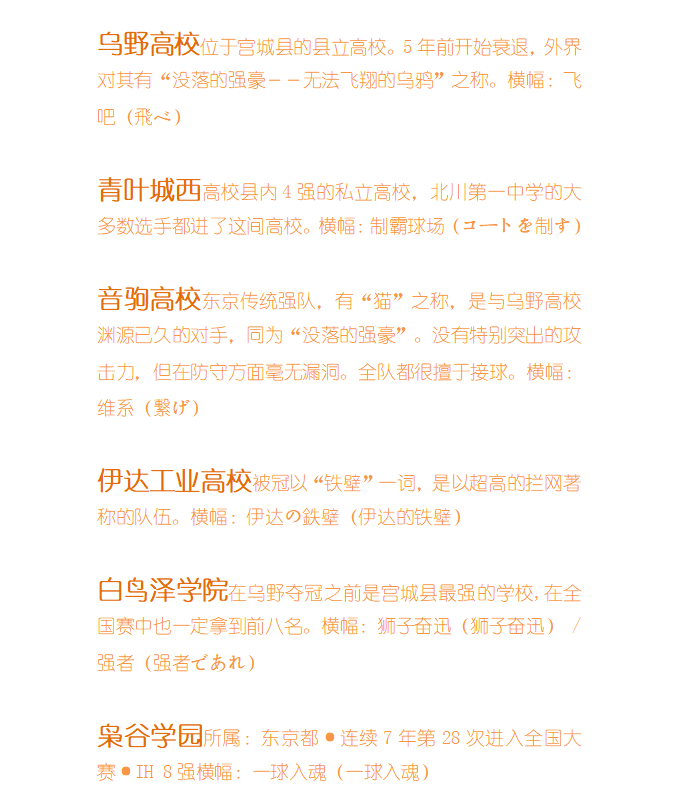 乌野高校位于宫城县的县立高校。5 年前开始衰退，外界
对其有“没落的强豪－－无法飞翔的乌鸦”之称。横幅：飞
吧（飛べ）
青叶城西高校县内 4 强的私立高校，北川第一中学的大
多数选手都进了这间高校。横幅：制霸球场（コートを制す）
音驹高校东京传统强队，有“猫”之称，是与乌野高校
渊源已久的对手，同为“没落的强豪”。没有特别突出的攻
击力，但在防守方面毫无漏洞。全队都很擅于接球。横幅：
维系（繋げ）
伊达工业高校被冠以“铁壁”一词，是以超高的拦网著
称的队伍。横幅：伊达の鉄壁（伊达的铁壁）
白鸟泽学院在乌野夺冠之前是宫城县最强的学校,在全
国赛中也一定拿到前八名。横幅：狮子奋迅（狮子奋迅） /
强者（强者であれ）
枭谷学园所属：东京都●连续 7 年第 28 次进入全国大
赛●IH 8 强横幅：一球入魂（一球入魂）